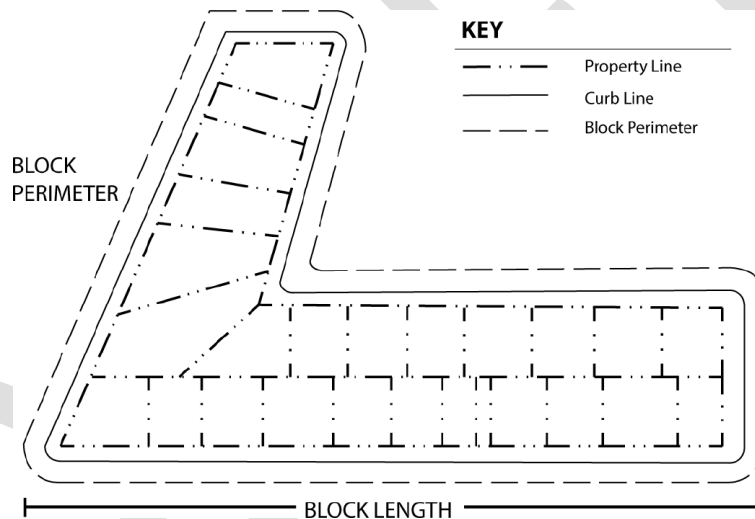 KEY
Property Line
Curb Line
Block Perimeter
BLOCK
PERIMETER
BLOCK LENGTH